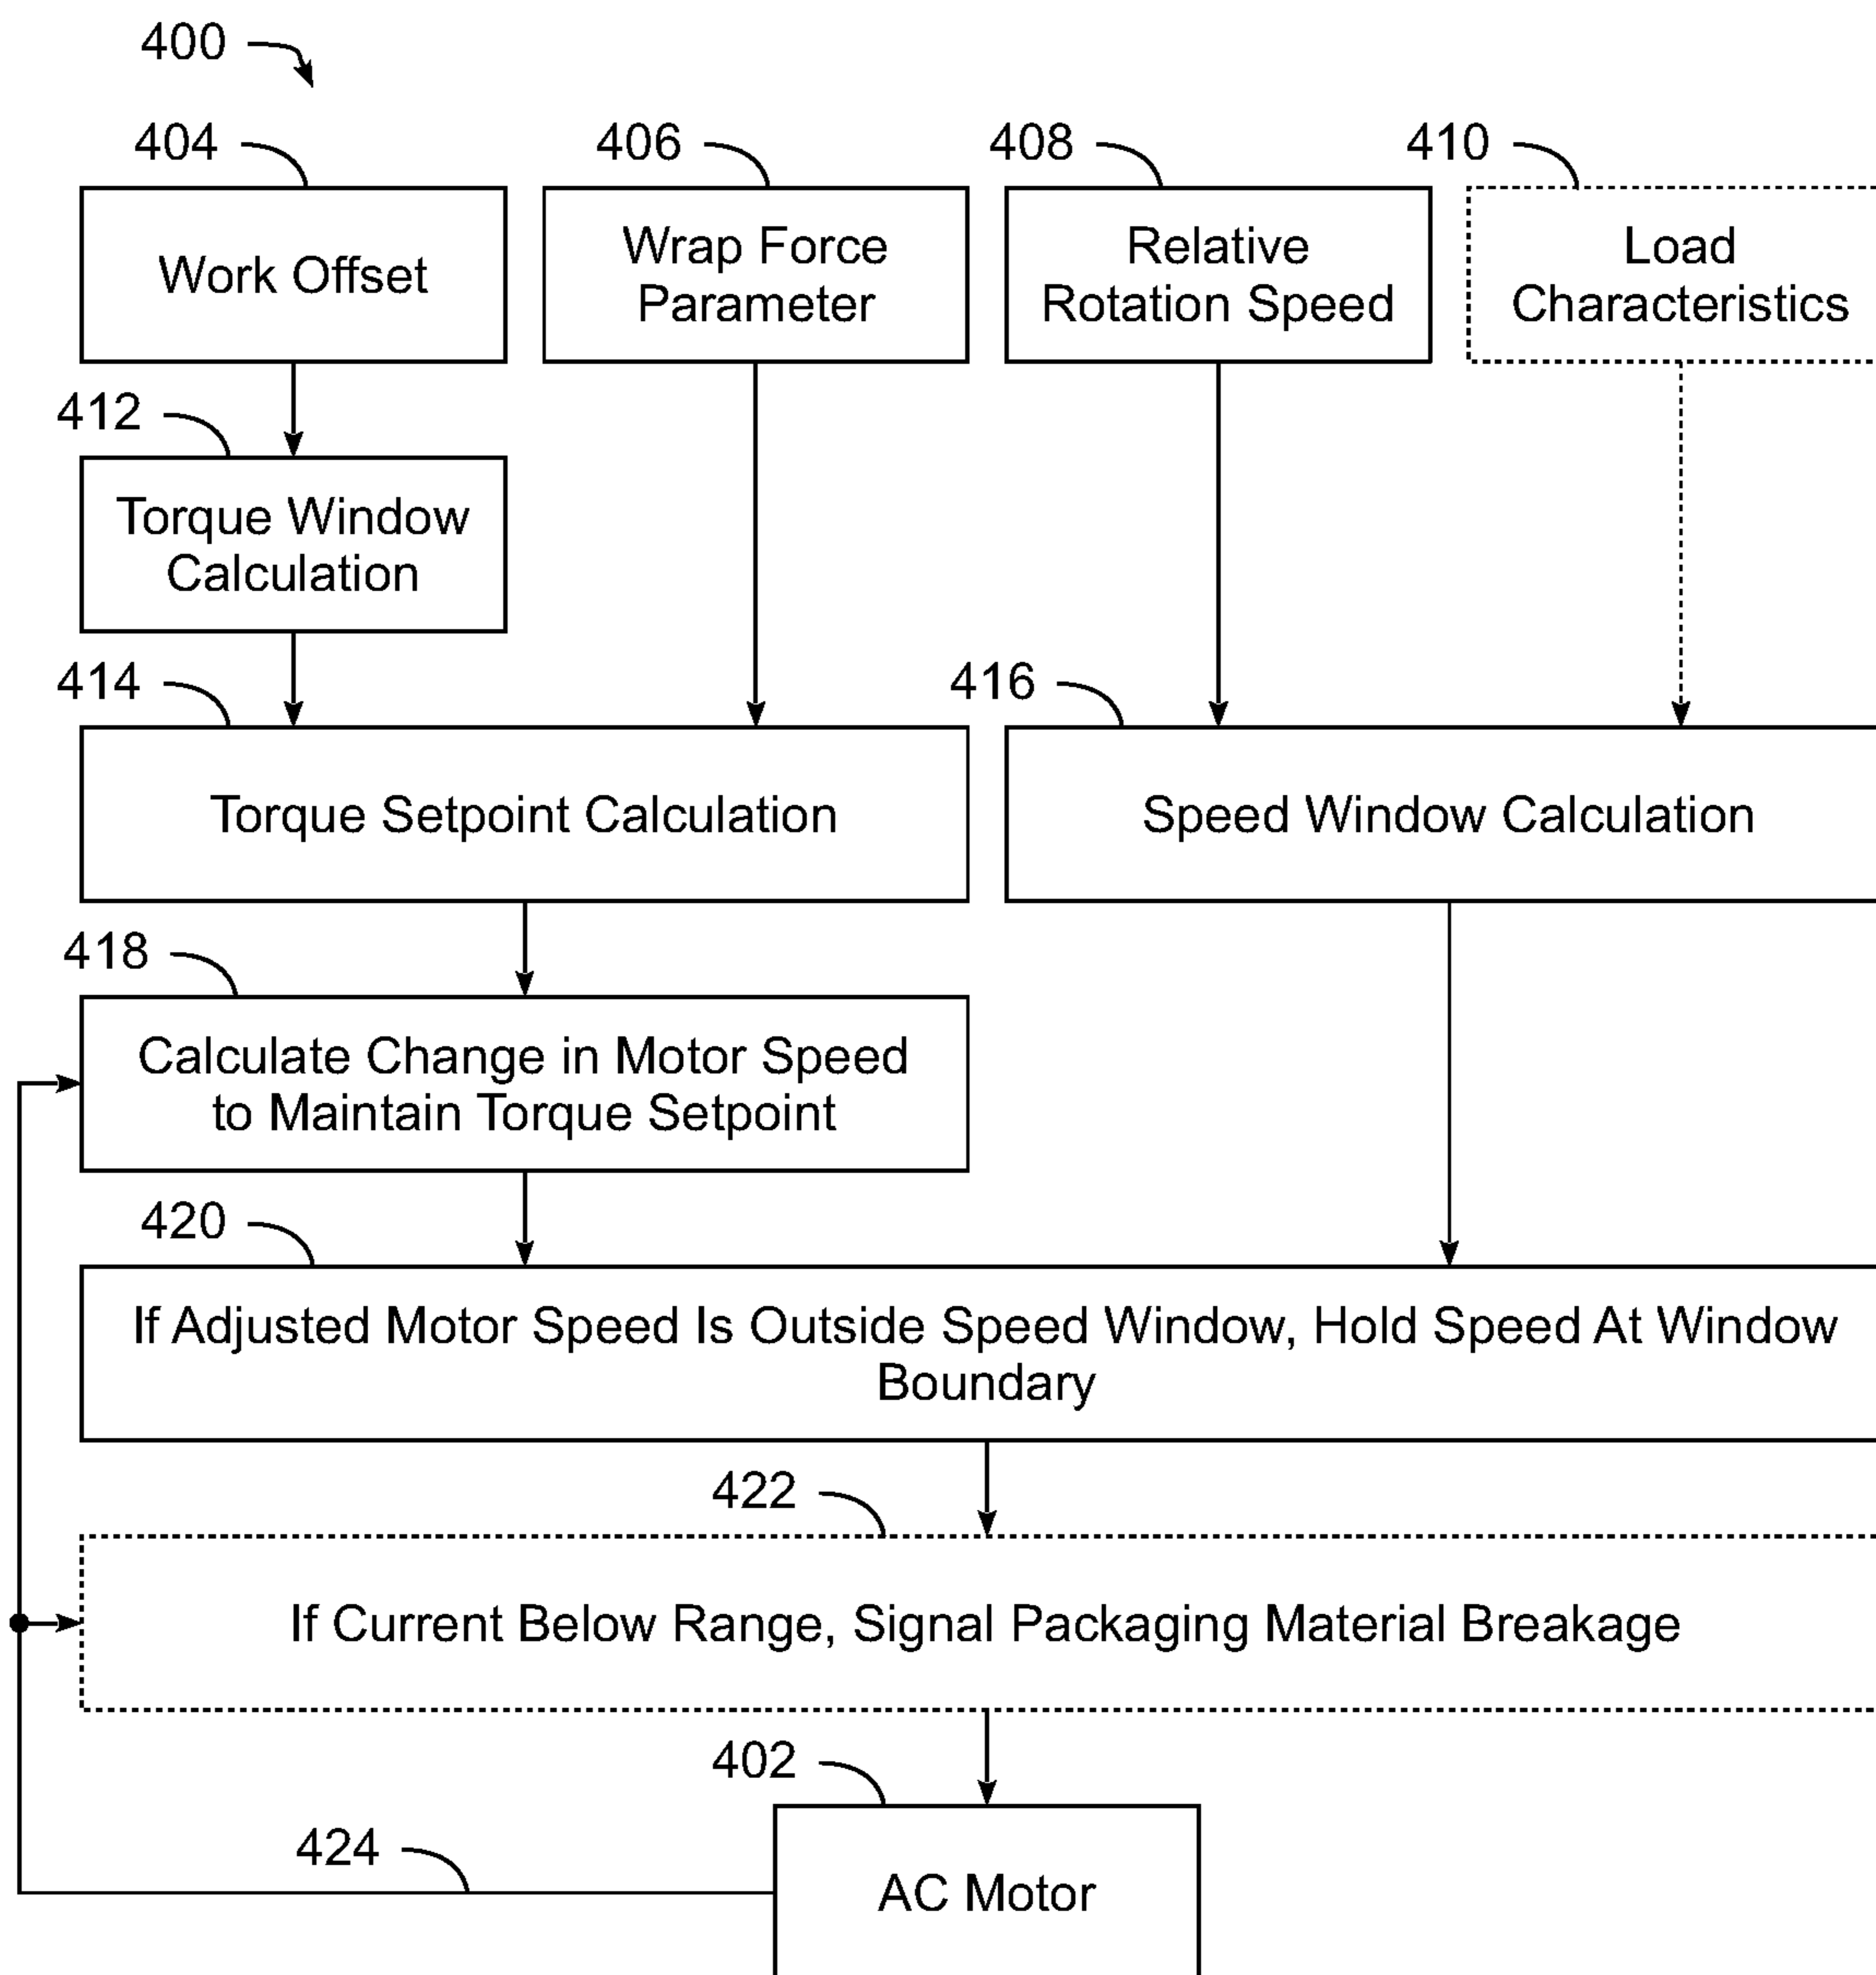 400
404
406
408
410
Work Offset
Wrap Force
Parameter
Relative
Rotation Speed
Load
Characteristics
412
Torque Window
Calculation
414
416
Torque Setpoint Calculation
Speed Window Calculation
418
Calculate Change in Motor Speed
to Maintain Torque Setpoint
420
If Adjusted Motor Speed Is Outside Speed Window, Hold Speed At Window
Boundary
422
If Current Below Range, Signal Packaging Material Breakage
402
424
AC Motor